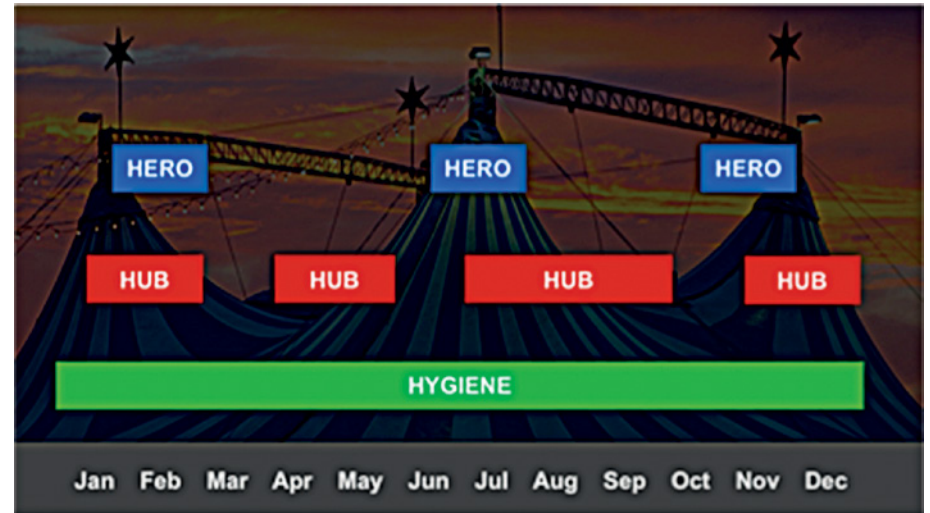 HERO HERO HERO
HUB HUB HUB HUB
HYGIENE
Jan Feb Mar Apr May Jun Jul Aug Sep Oct Nov Dec